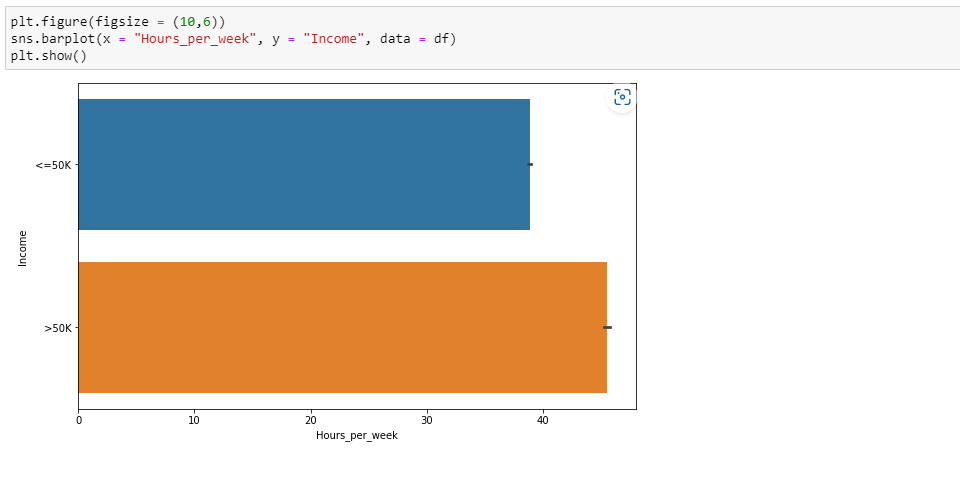 plt.figure(figsize = (10,6))
sns.barplot(x = "Hours_per_week", y = "Income", data = df)
plt.show()
<=50K
Income
>50K
0 10 20 30 40
Hours_per_week